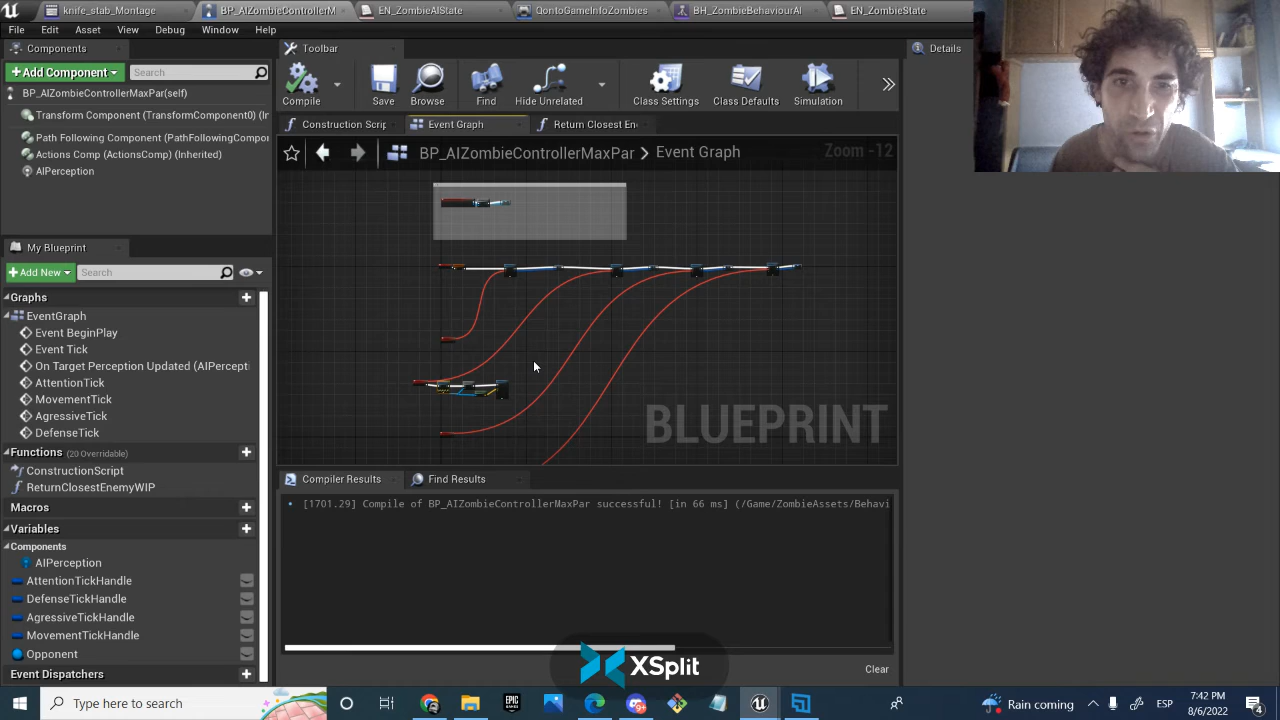 knife_stab_Montage
BP_AIZombieControllerM
EN_ZombieAIState
QontoGameInfoZombies
BH_ZombieBehaviourAI
EN_ZombieState
File Edit Asset View Debug Window Help
Components
Toolbar
Details
Add Component
Search
Compile
Save
Browse
Find
Hide Unrelated
Class Settings
Class Defaults
Simulation
BP_AIZombieControllerMaxPar(self)
Transform Component (TransformComponent0) (Ir
Path Following Component (PathFollowingCompor
Actions Comp (ActionsComp) (Inherited)
AIPerception
Construction Scrip
Event Graph
Return Closest En
BP_AIZombieControllerMaxPar > Event Graph
Zoom -12
My Blueprint
Add New
Search
Graphs
EventGraph
Event BeginPlay
Event Tick
On Target Perception Updated (AIPercept
AttentionTick
MovementTick
AgressiveTick
DefenseTick
BLUEPRINT
Functions (20 Overridable)
ConstructionScript
ReturnClosestEnemyWIP
Macros
Variables
Components
AIPerception
AttentionTickHandle
DefenseTickHandle
AgressiveTickHandle
MovementTickHandle
Opponent
Event Dispatchers
Compiler Results
Find Results
[1701.29] Compile of BP_AIZombieControllerMaxPar successful! [in 66 ms] (/Game/ZombieAssets/Behavi
XSplit
Clear
Type here to search
Rain coming
ESP
7:42 PM
8/6/2022
4